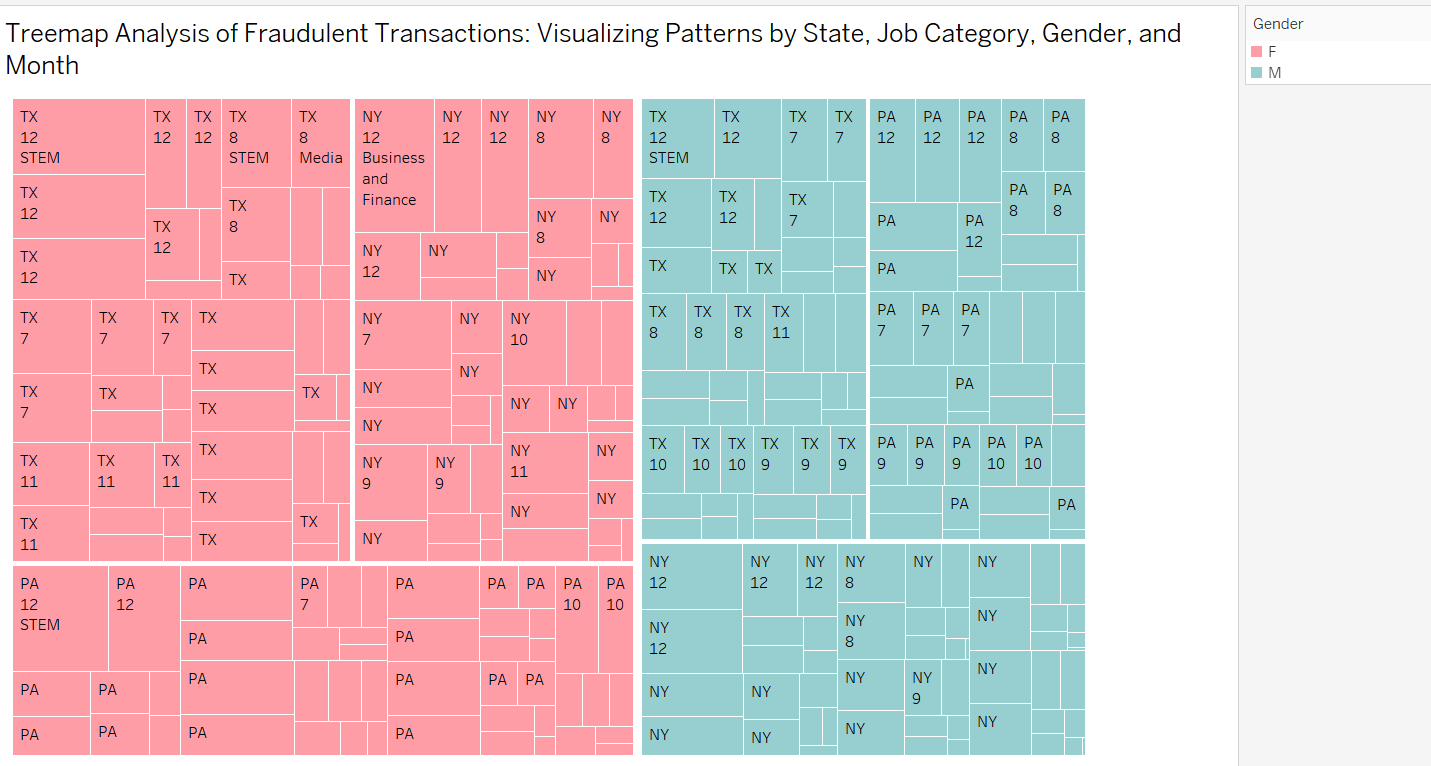 Treemap Analysis of Fraudulent Transactions: Visualizing Patterns by State, Job Category, Gender, and
Month
Gender
F
M
TX
12
STEM
TX
12
TX
12
TX
8
STEM
TX
8
Media
TX
12
TX
12
TX
12
TX
8
TX
TX
7
TX
7
TX
7
TX
TX
7
TX
TX
TX
TX
TX
11
TX
11
TX
11
TX
TX
11
TX
TX
TX
NY
12
Business
and
Finance
NY
12
NY
12
NY
8
NY
8
NY
8
NY
NY
12
NY
NY
NY
7
NY
NY
10
NY
NY
NY
NY
NY
NY
9
NY
9
NY
11
NY
NY
NY
NY
PA
12
STEM
PA
12
PA
PA
7
PA
PA
PA
PA
10
PA
10
PA
PA
PA
PA
PA
PA
PA
PA
PA
PA
PA
PA
TX
12
STEM
TX
12
TX
7
TX
7
TX
12
TX
12
TX
7
TX
TX
TX
TX
8
TX
8
TX
8
TX
11
TX
10
TX
10
TX
10
TX
9
TX
9
TX
9
PA
12
PA
12
PA
12
PA
8
PA
8
PA
8
PA
8
PA
PA
12
PA
PA
7
PA
7
PA
7
PA
PA
9
PA
9
PA
9
PA
10
PA
10
PA
PA
NY
12
NY
12
NY
12
NY
8
NY
NY
NY
12
NY
8
NY
NY
NY
NY
NY
9
NY
NY
NY
NY
NY